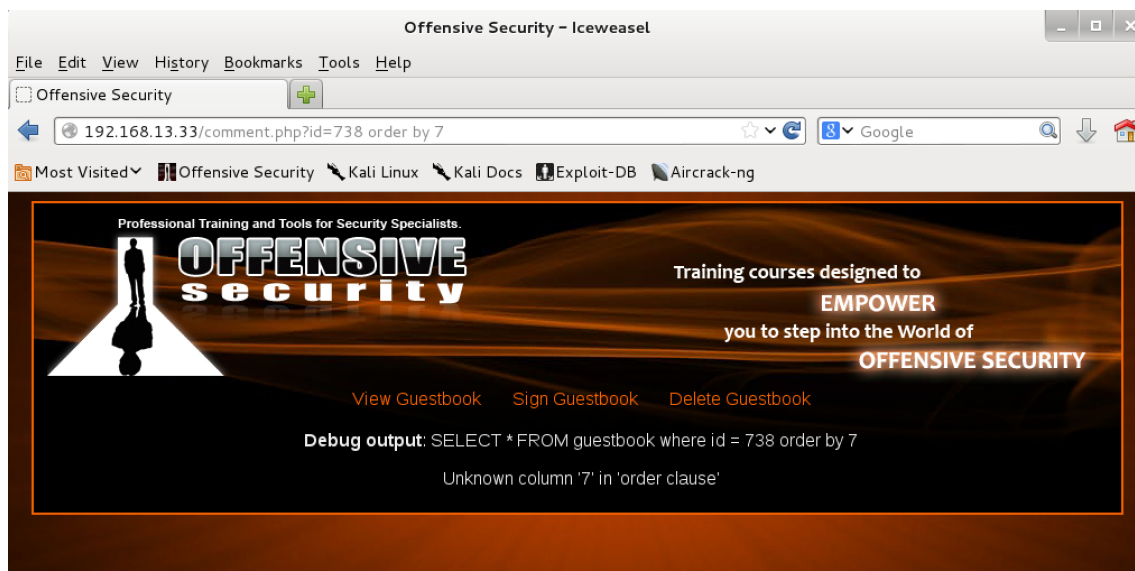 Offensive Security - Iceweasel
File Edit View History Bookmarks Tools Help
Offensive Security
192.168.13.33/comment.php?id=738 order by 7
Google
Most Visited Offensive Security Kali Linux Kali Docs Exploit-DB Aircrack-ng
Professional Training and Tools for Security Specialists.
OFFENSIVE
security
Training courses designed to
EMPOWER
you to step into the World of
OFFENSIVE SECURITY
View Guestbook Sign Guestbook Delete Guestbook
Debug output: SELECT * FROM guestbook where id = 738 order by 7
Unknown column '7' in 'order clause'